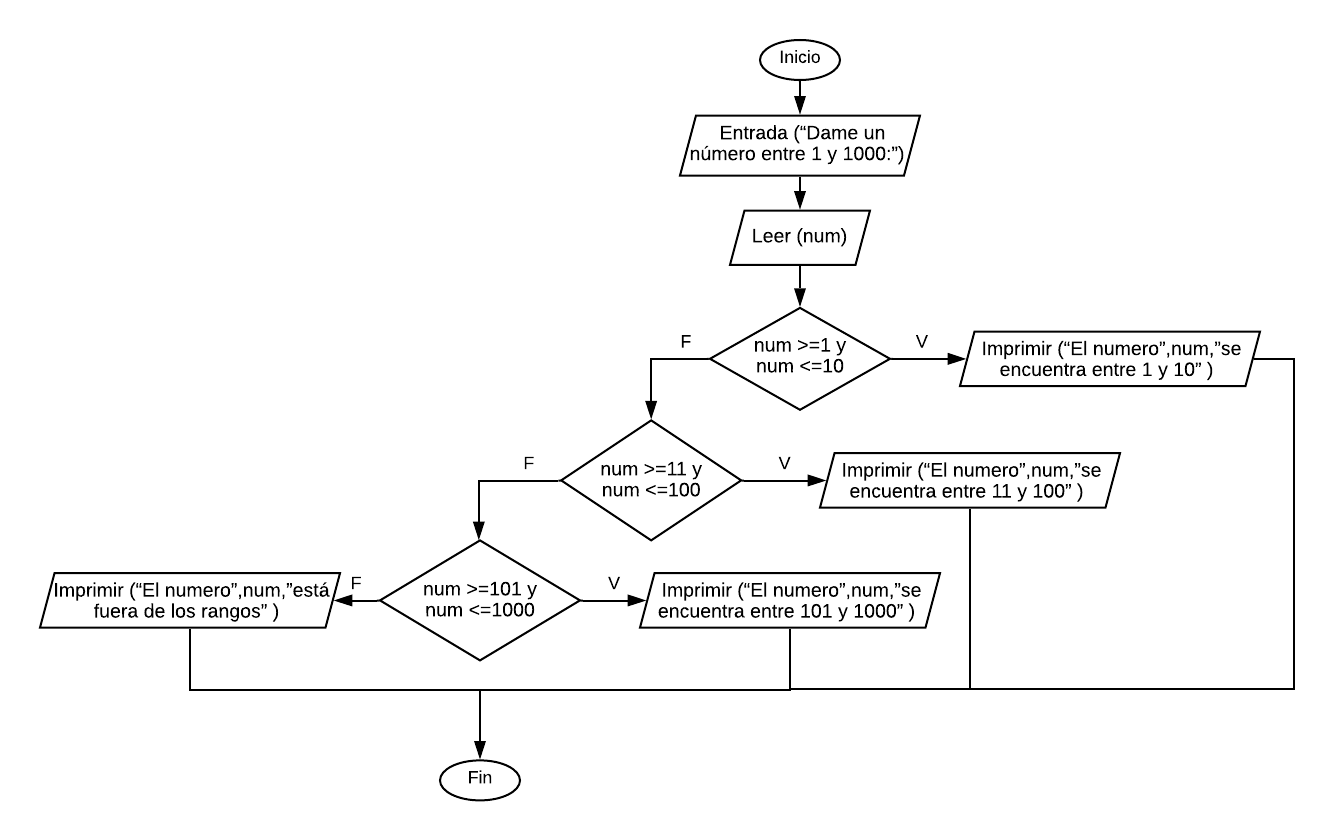 Inicio
Entrada (“Dame un
número entre 1 y 1000:”)
Leer (num)
F
num >=1 y
num <=10
V
Imprimir (“El numero”,num,”se
encuentra entre 1 y 10” )
F
num >=11 y
num <=100
V
Imprimir (“El numero”,num,”se
encuentra entre 11 y 100” )
Imprimir (“El numero”,num,”está
fuera de los rangos” )
F
num >=101 y
num <=1000
V
Imprimir (“El numero”,num,”se
encuentra entre 101 y 1000” )
Fin